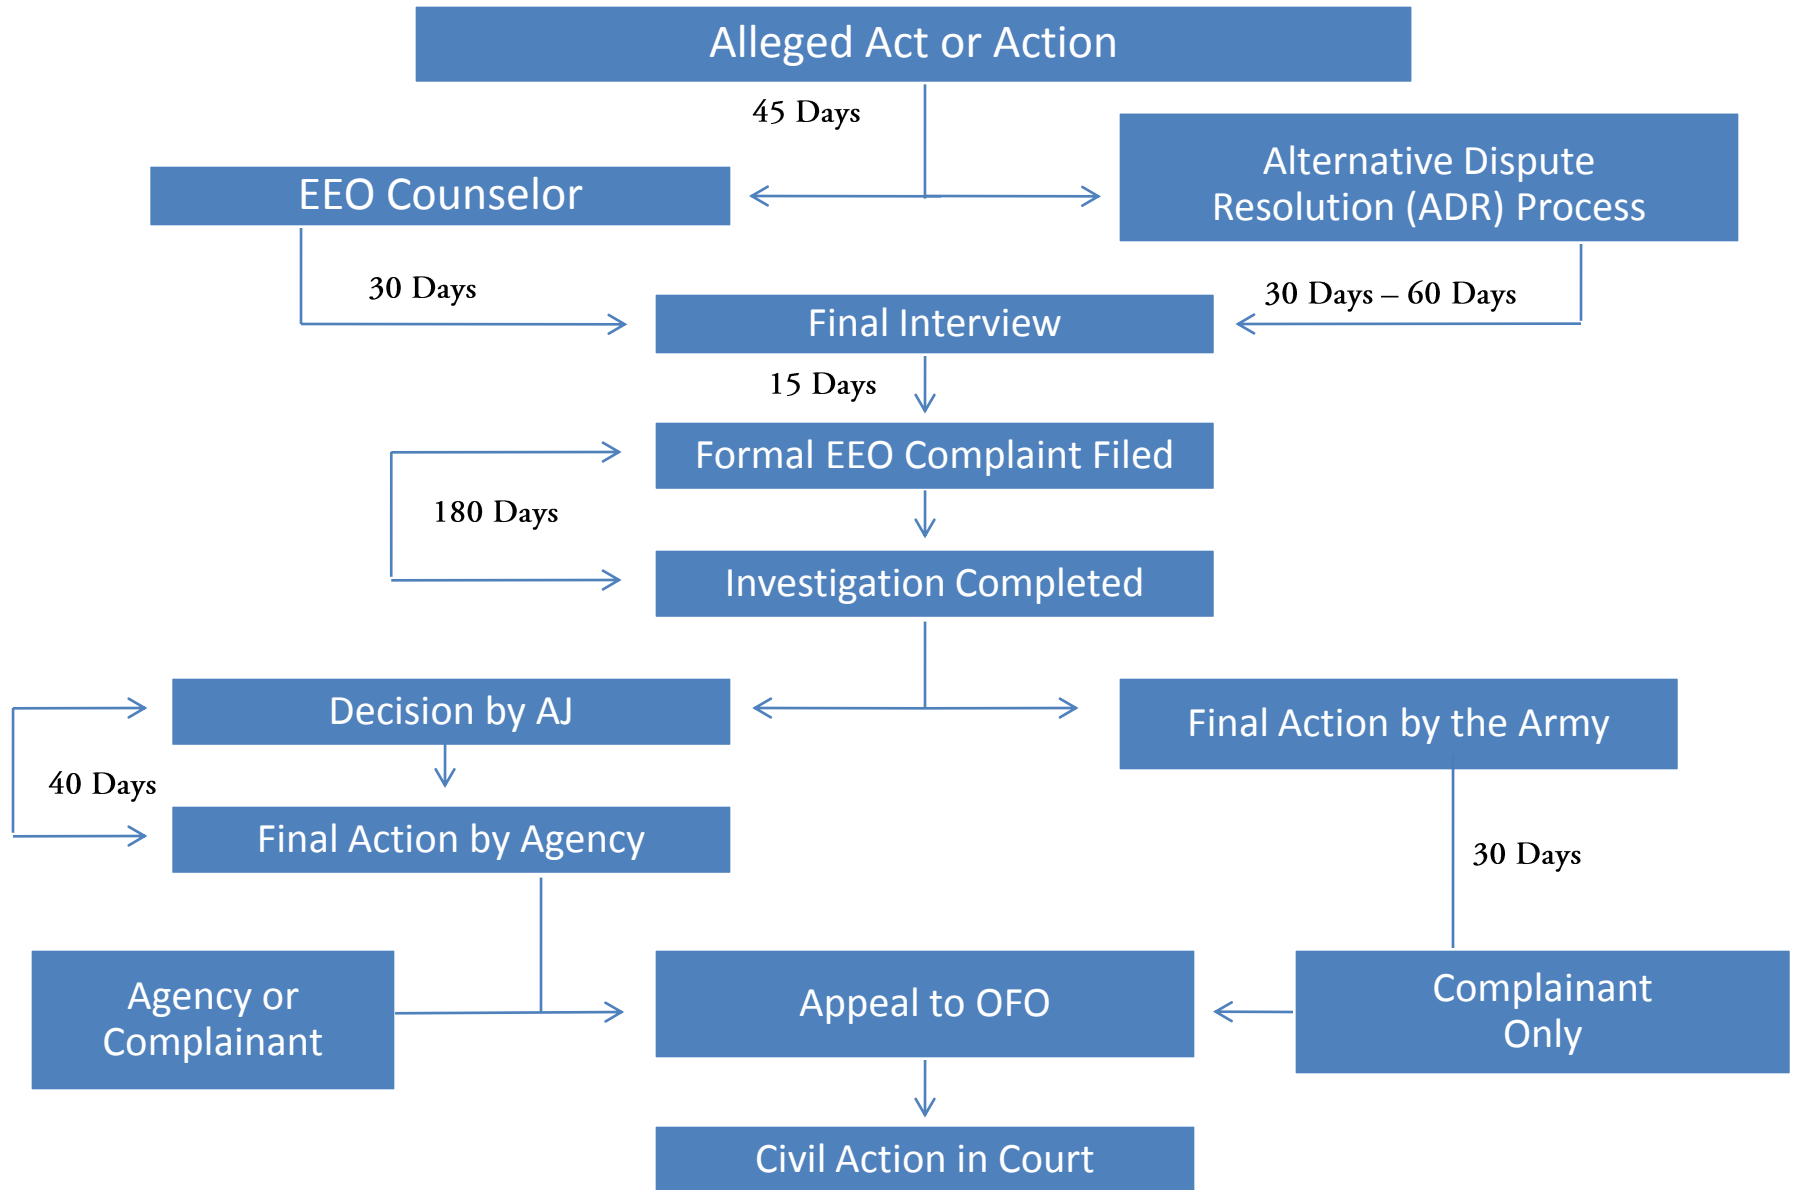 Alleged Act or Action
45 Days
EEO Counselor
Alternative Dispute
Resolution (ADR) Process
30 Days
30 Days – 60 Days
Final Interview
15 Days
Formal EEO Complaint Filed
180 Days
Investigation Completed
Decision by AJ
Final Action by the Army
40 Days
Final Action by Agency
30 Days
Agency or
Complainant
Appeal to OFO
Complainant
Only
Civil Action in Court